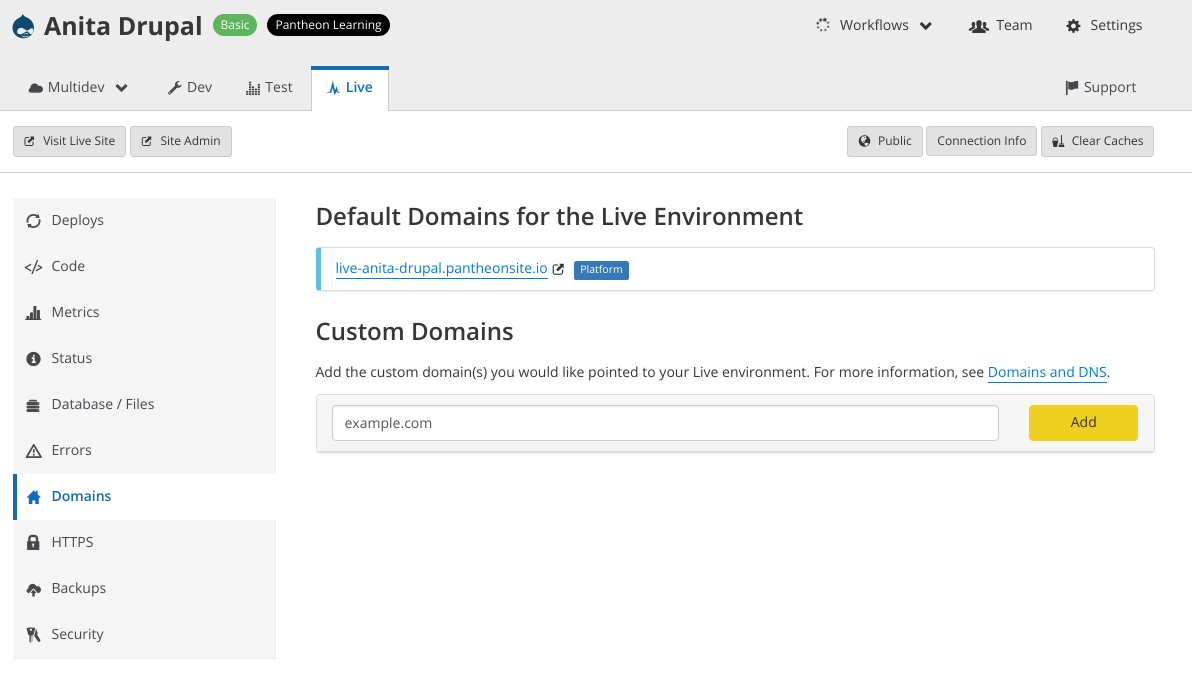 Anita Drupal Basic Pantheon Learning Workflows Team Settings
Multidev Dev Test Live Support
Visit Live Site Site Admin Public Connection Info Clear Caches
Deploys
Code
Metrics
Status
Database / Files
Errors
Domains
HTTPS
Backups
Security
Default Domains for the Live Environment
live-anita-drupal.pantheonsite.io Platform
Custom Domains
Add the custom domain(s) you would like pointed to your Live environment. For more information, see Domains and DNS.
example.com Add